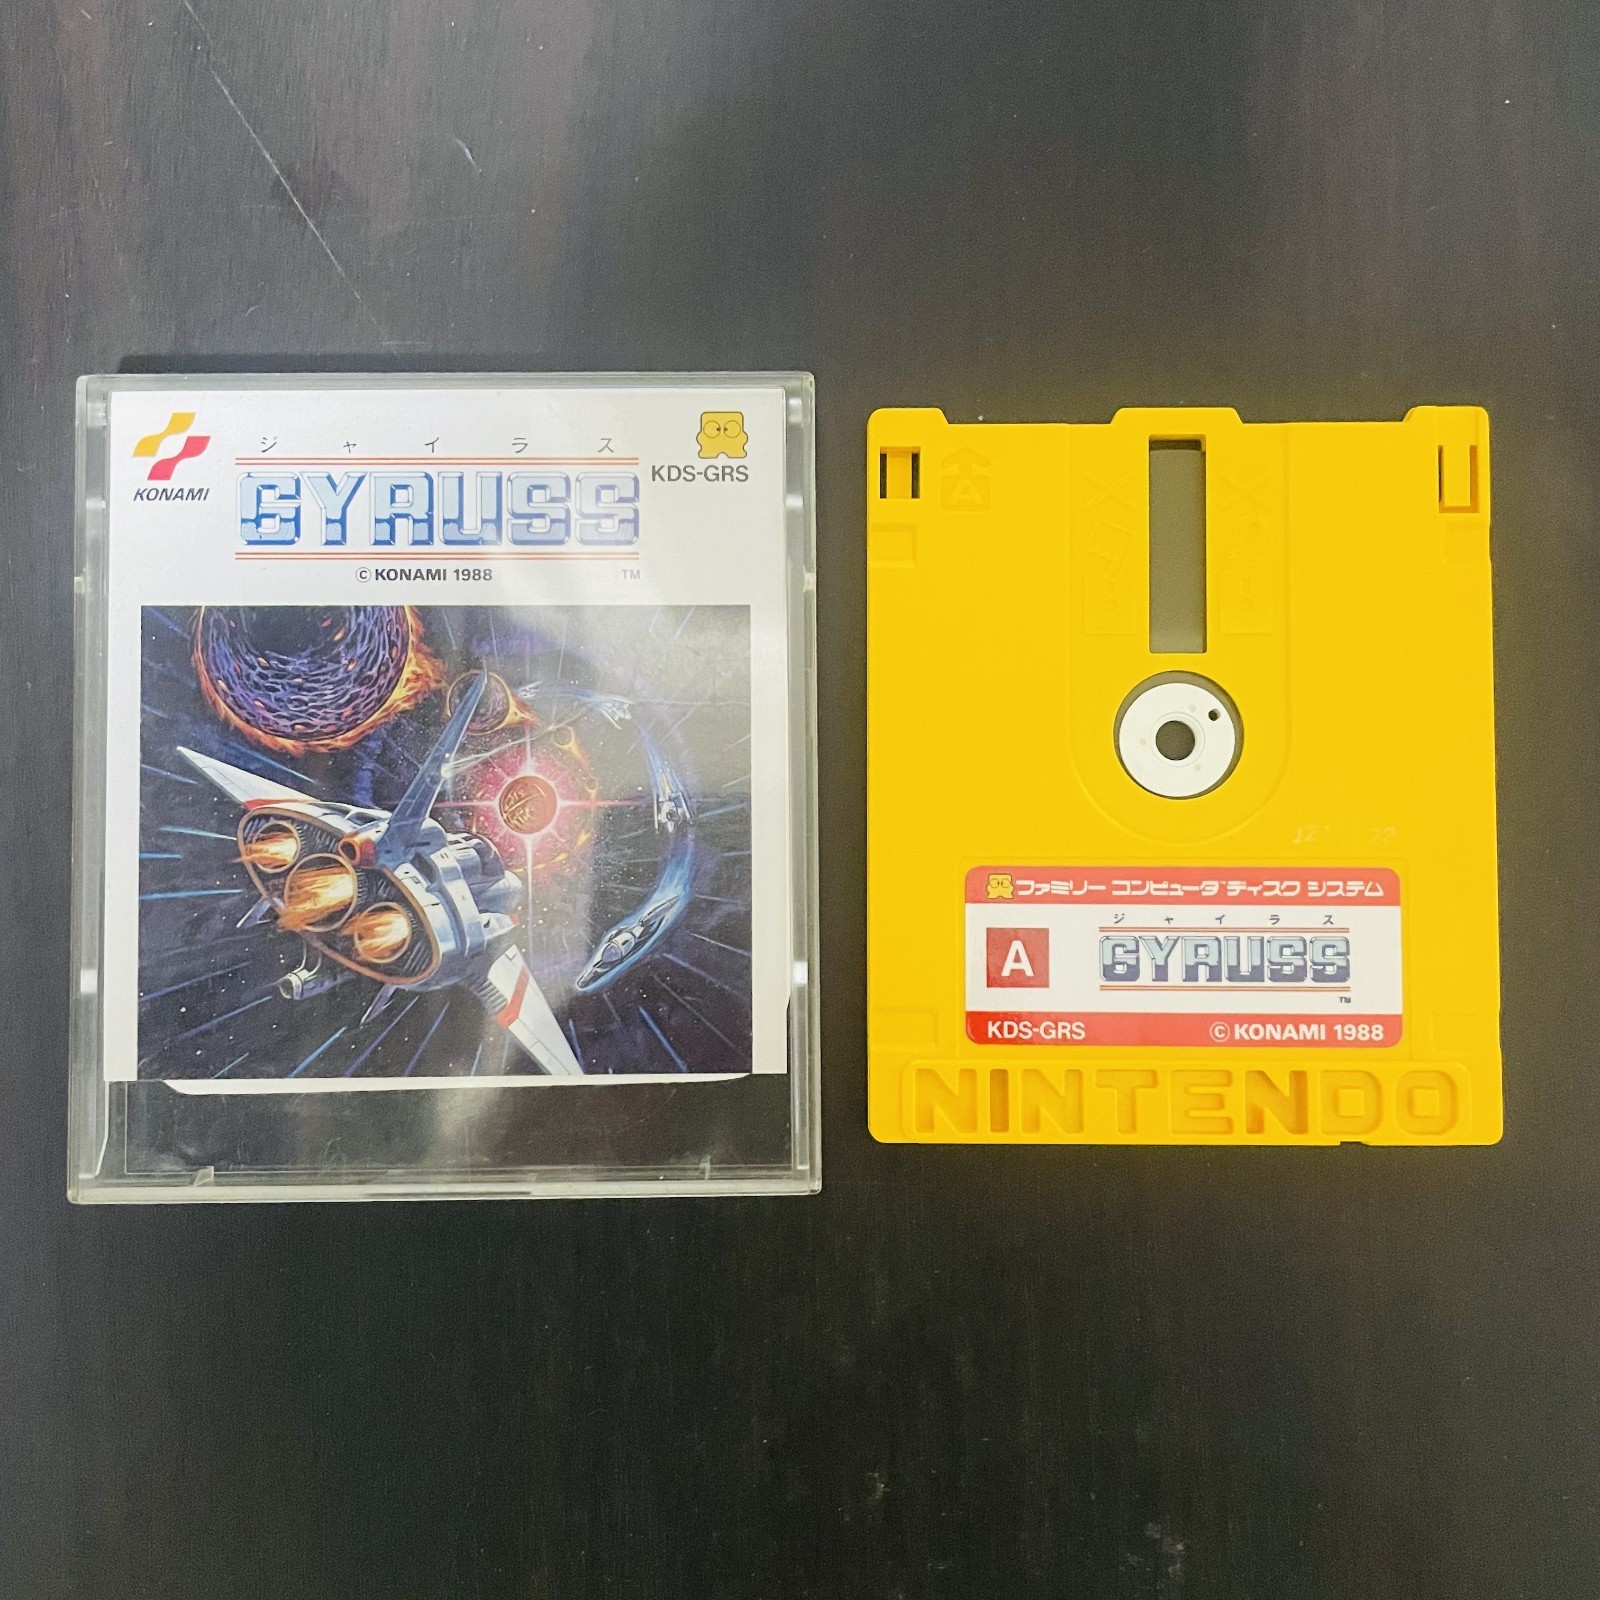 ジャイラス
KONAMI
GYRUSS
KDS-GRS
© KONAMI 1988
TM
A
ファミリー コンピュータ ディスク システム
ジャイラス
A
GYRUSS
TM
KDS-GRS
© KONAMI 1988
NINTENDO